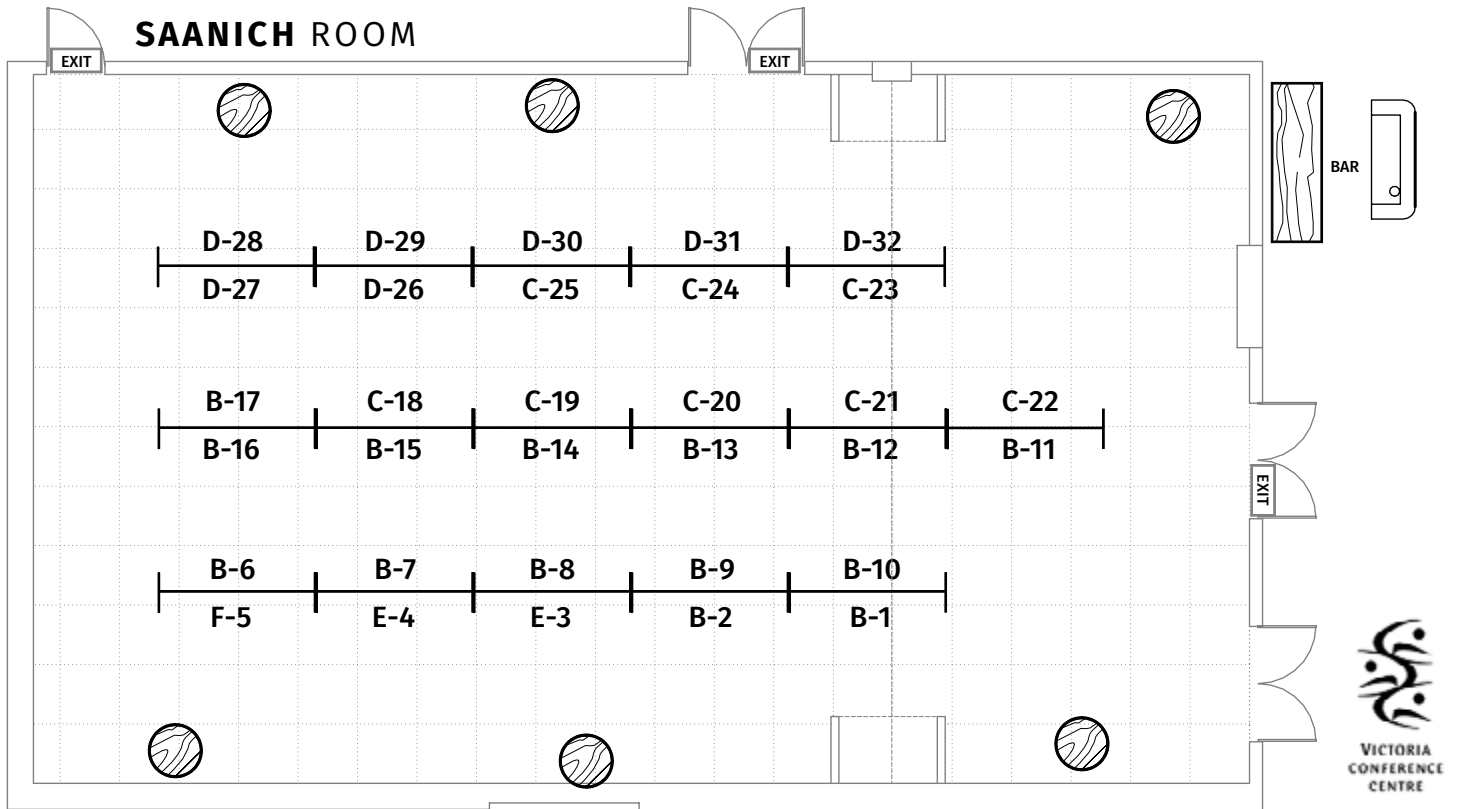 SAANICH ROOM
EXIT EXIT
BAR
D-28 D-29 D-30 D-31 D-32
D-27 D-26 C-25 C-24 C-23
B-17 C-18 C-19 C-20 C-21 C-22
B-16 B-15 B-14 B-13 B-12 B-11
EXIT
B-6 B-7 B-8 B-9 B-10
F-5 E-4 E-3 B-2 B-1
VICTORIA
CONFERENCE
CENTRE